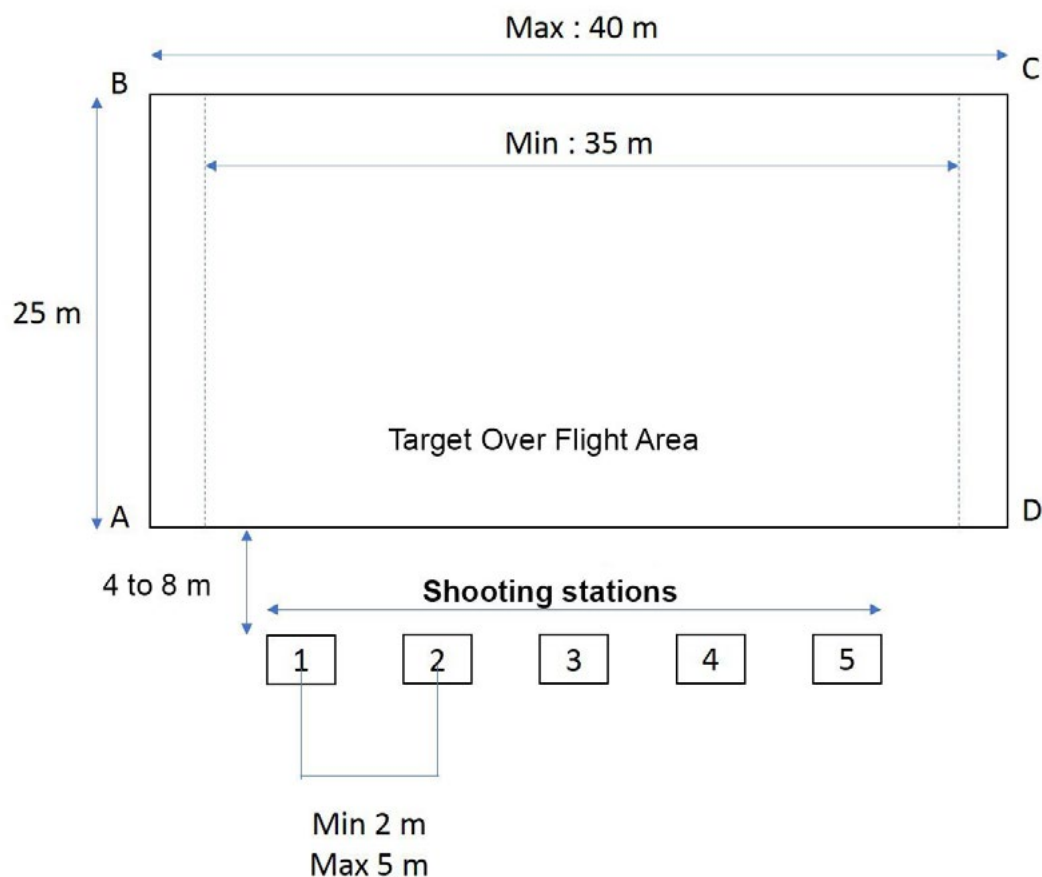 Max : 40 m
B
C
Min : 35 m
25 m
Target Over Flight Area
A
D
4 to 8 m
Shooting stations
1 2 3 4 5
Min 2 m
Max 5 m